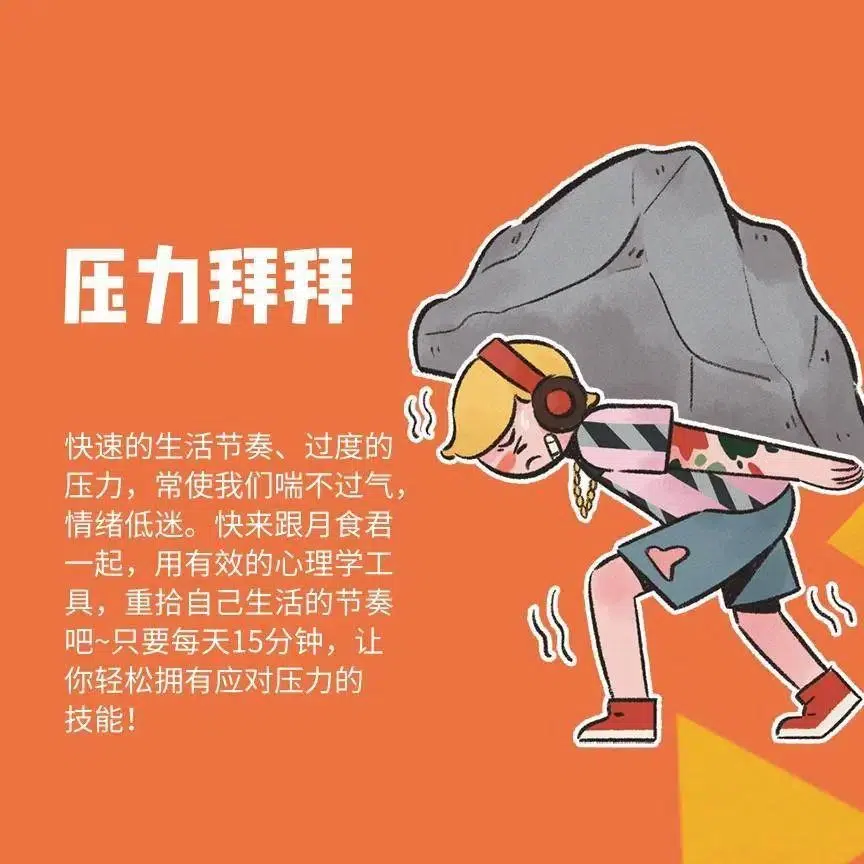 压力拜拜
快速的生活节奏、过度的
压力，常使我们喘不过气，
情绪低迷。快来跟月食君
一起，用有效的心理学工
具，重拾自己生活的节奏
吧~只要每天15分钟，让
你轻松拥有应对压力的
技能！